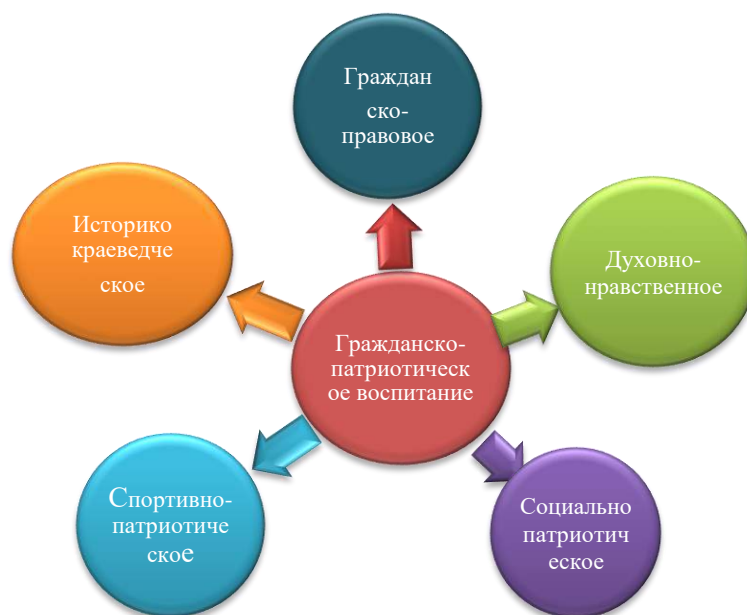 Граждан
ско-
правовое
Историко
краеведче
ское
Духовно-
нравственное
Гражданско-
патриотическ
ое воспитание
Спортивно-
патриотиче
ское
Социально
патриотич
еское